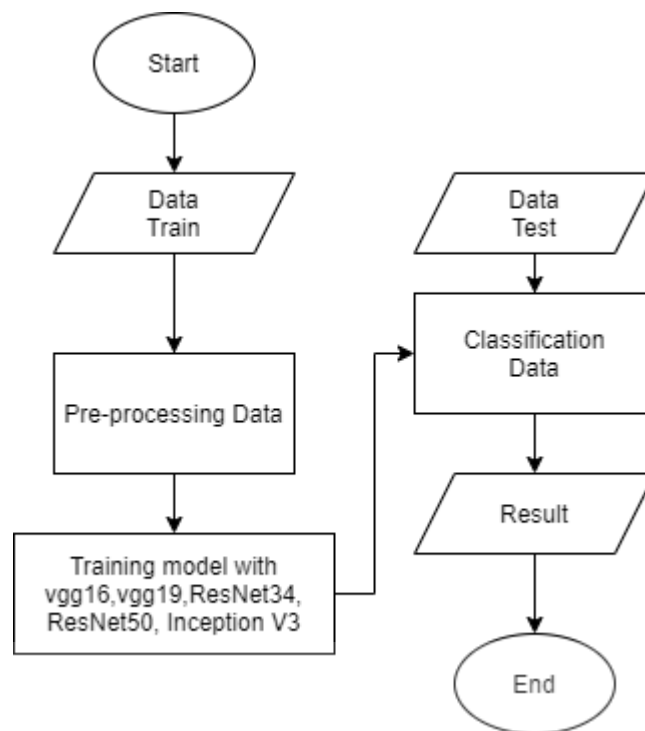 Start
Data
Train
Pre-processing Data
Training model with
vgg16,vgg19,ResNet34,
ResNet50, Inception V3
Data
Test
Classification
Data
Result
End